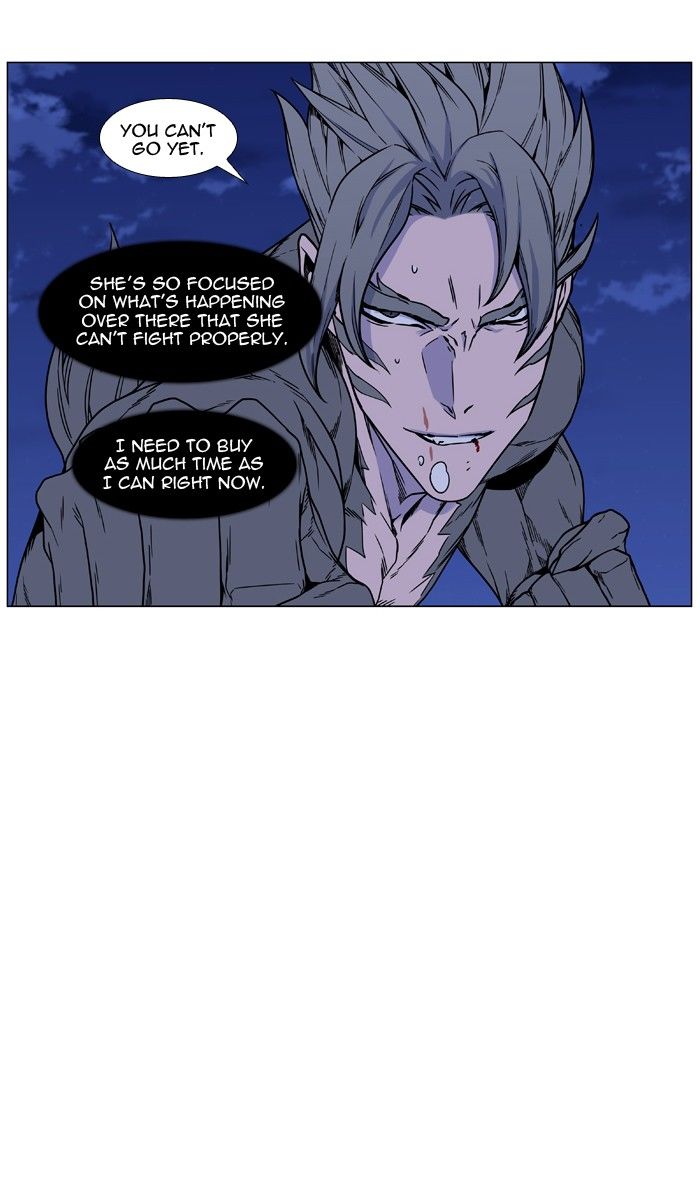 YOU CAN'T
GO YET.
SHE'S SO FOCUSED
ON WHAT'S HAPPENING
OVER THERE THAT SHE
CAN'T FIGHT PROPERLY.
I NEED TO BUY
AS MUCH TIME AS
I CAN RIGHT NOW.